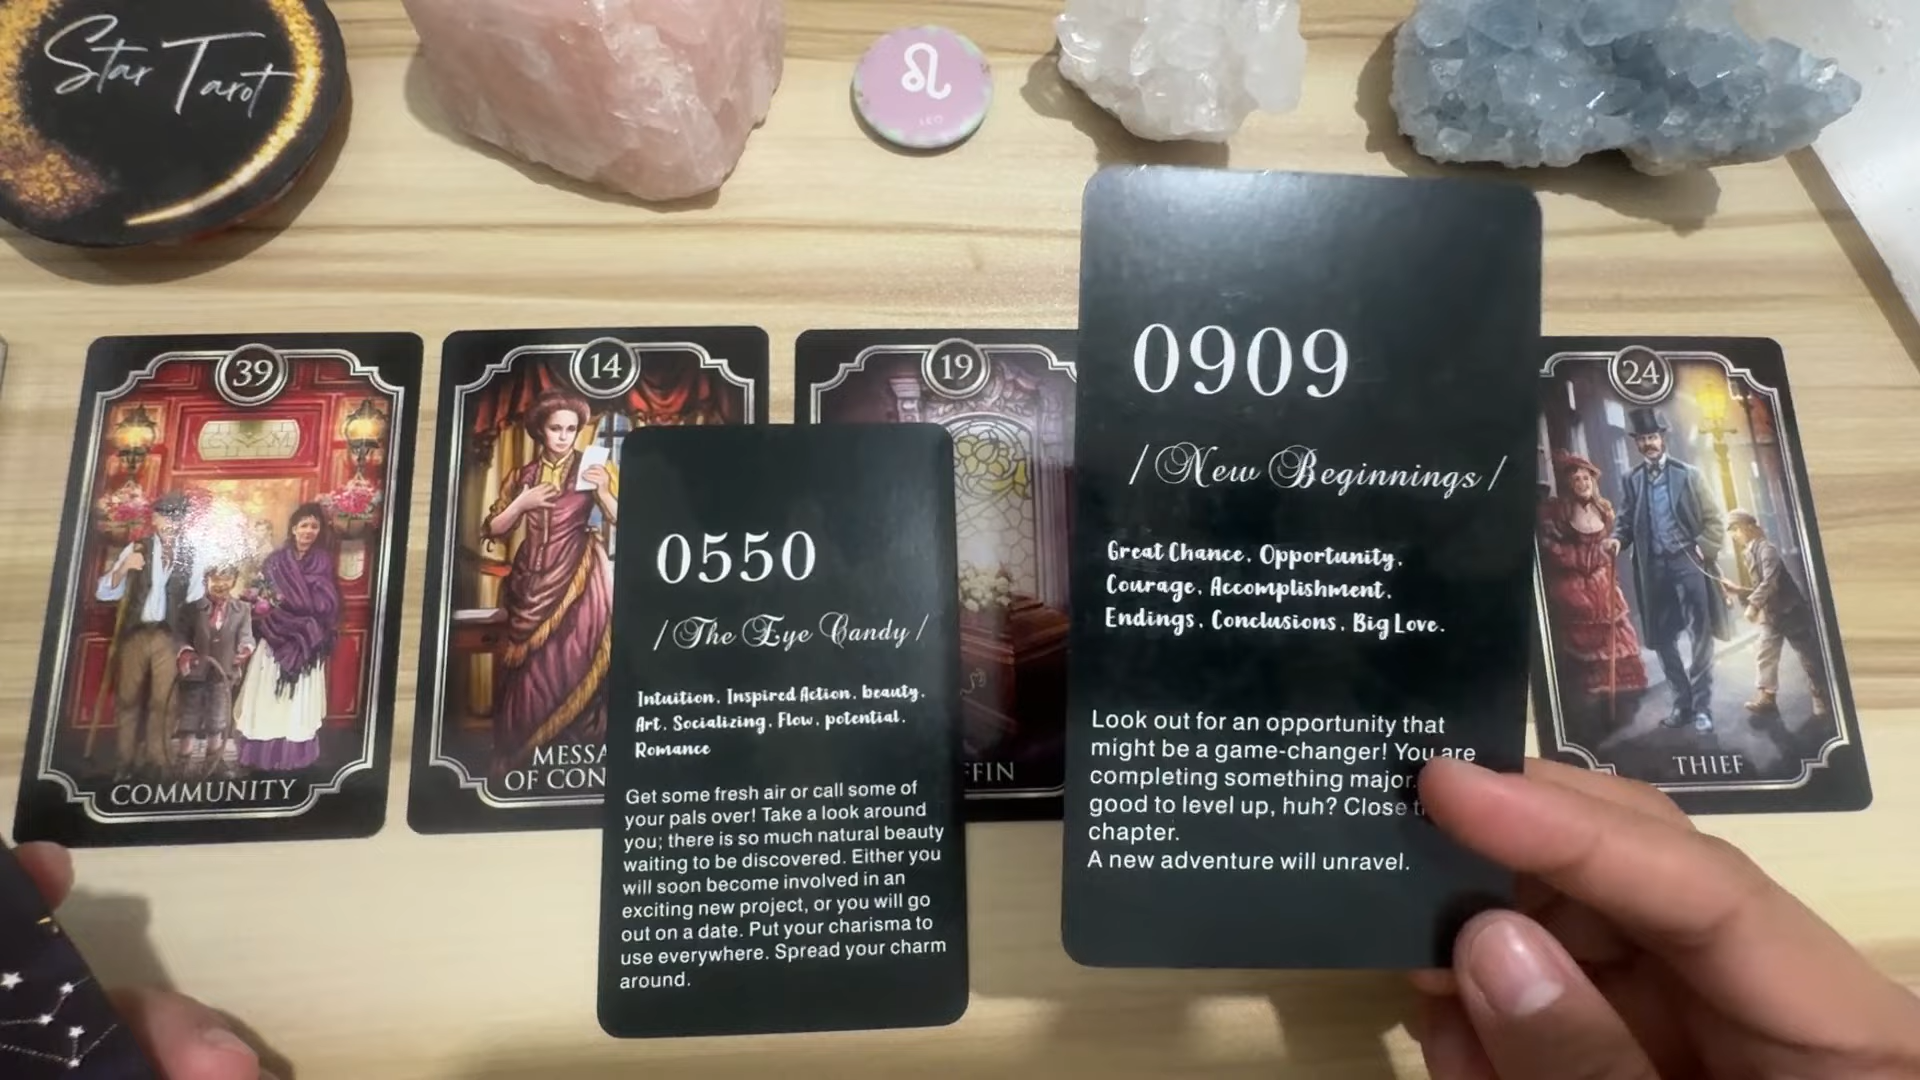 Star Tarot
LEO
39
COMMUNITY
14
OF CON
19
24
THIEF
0550
/ The Eye Candy /
Intuition, Inspired Action, beauty,
Art, Socializing, Flow, potential,
Romance
Get some fresh air or call some of
your pals over! Take a look around
you; there is so much natural beauty
waiting to be discovered. Either you
will soon become involved in an
exciting new project, or you will go
out on a date. Put your charisma to
use everywhere. Spread your charm
around.
0909
/ New Beginnings /
Great Chance, Opportunity,
Courage, Accomplishment,
Endings, Conclusions, Big Love.
Look out for an opportunity that
might be a game-changer! You are
completing something major.
good to level up, huh? Close
chapter.
A new adventure will unravel.